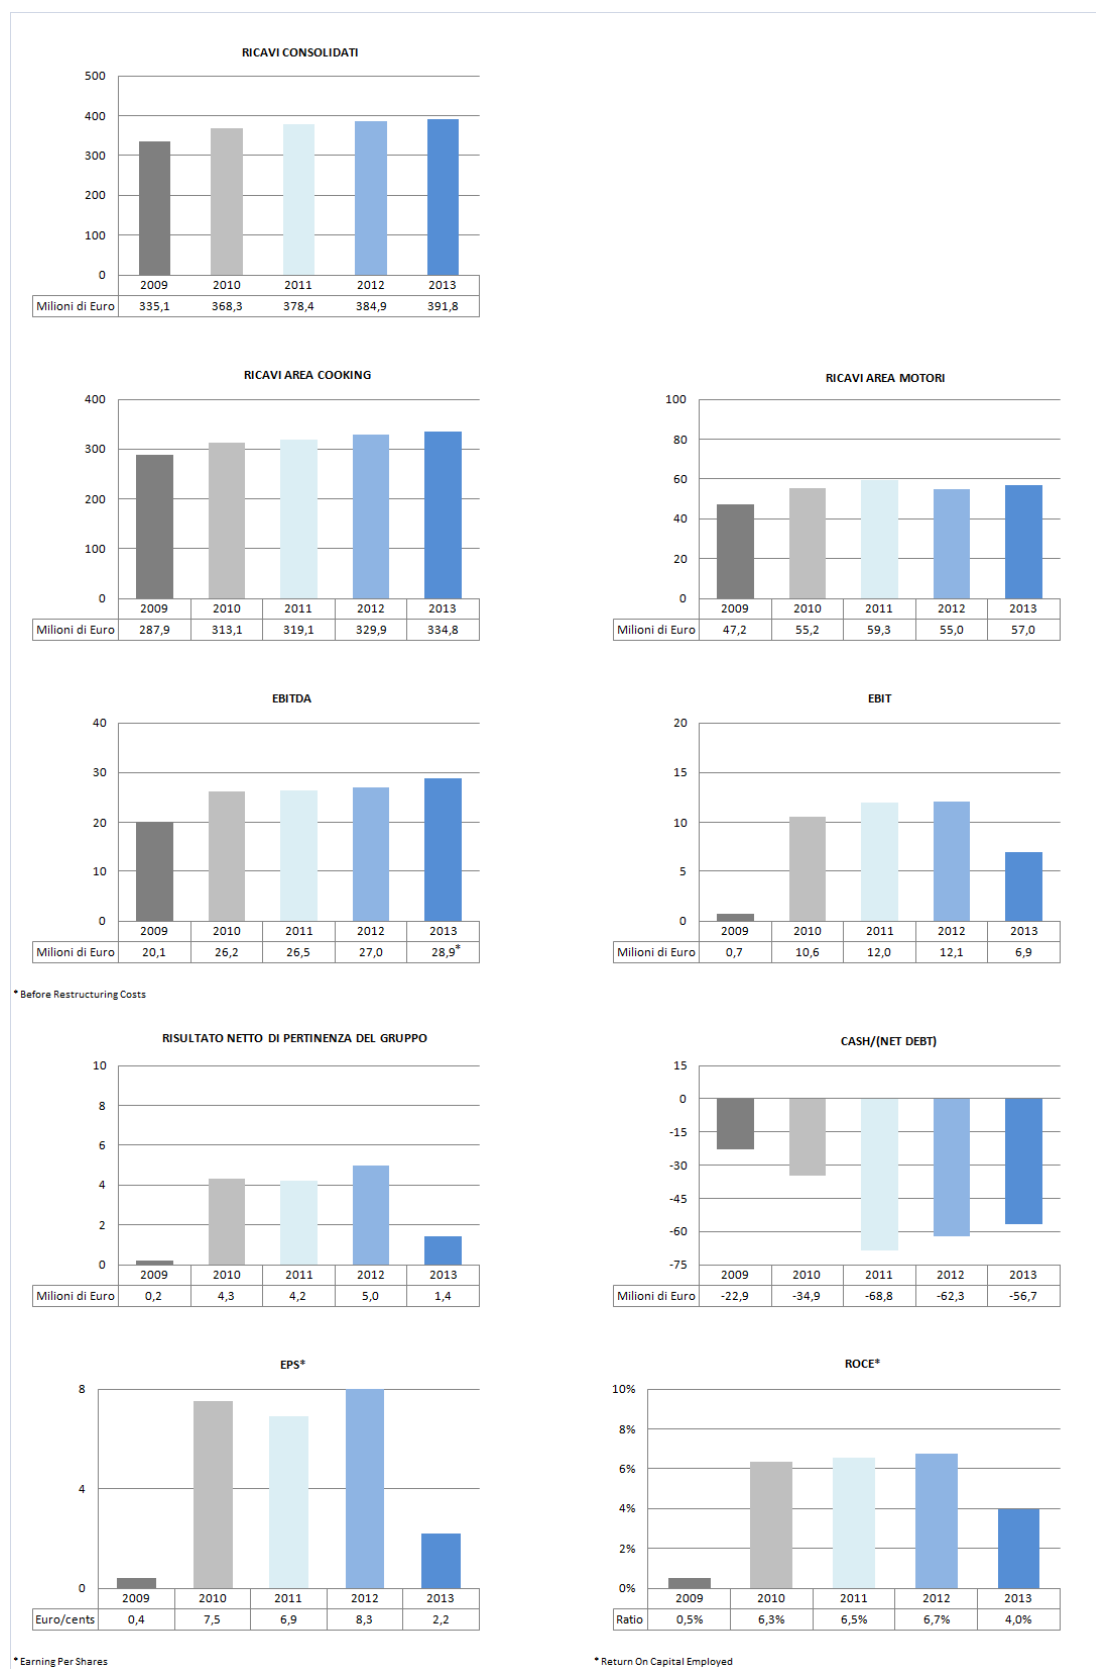 RICAVI CONSOLIDATI
500
400
300
200
100
0
2009 2010 2011 2012 2013
Milioni di Euro 335,1 368,3 378,4 384,9 391,8
RICAVI AREA COOKING
400
300
200
100
0
2009 2010 2011 2012 2013
Milioni di Euro 287,9 313,1 319,1 329,9 334,8
RICAVI AREA MOTORI
100
80
60
40
20
0
2009 2010 2011 2012 2013
Milioni di Euro 47,2 55,2 59,3 55,0 57,0
EBITDA
40
30
20
10
0
2009 2010 2011 2012 2013
Milioni di Euro 20,1 26,2 26,5 27,0 28,9*
* Before Restructuring Costs
EBIT
20
15
10
5
0
2009 2010 2011 2012 2013
Milioni di Euro 0,7 10,6 12,0 12,1 6,9
RISULTATO NETTO DI PERTINENZA DEL GRUPPO
10
8
6
4
2
0
2009 2010 2011 2012 2013
Milioni di Euro 0,2 4,3 4,2 5,0 1,4
CASH/(NET DEBT)
15
0
-15
-30
-45
-60
-75
2009 2010 2011 2012 2013
Milioni di Euro -22,9 -34,9 -68,8 -62,3 -56,7
EPS*
8
4
0
2009 2010 2011 2012 2013
Euro/cents 0,4 7,5 6,9 8,3 2,2
* Earning Per Shares
ROCE*
10%
8%
6%
4%
2%
0%
2009 2010 2011 2012 2013
Ratio 0,5% 6,3% 6,5% 6,7% 4,0%
* Return On Capital Employed